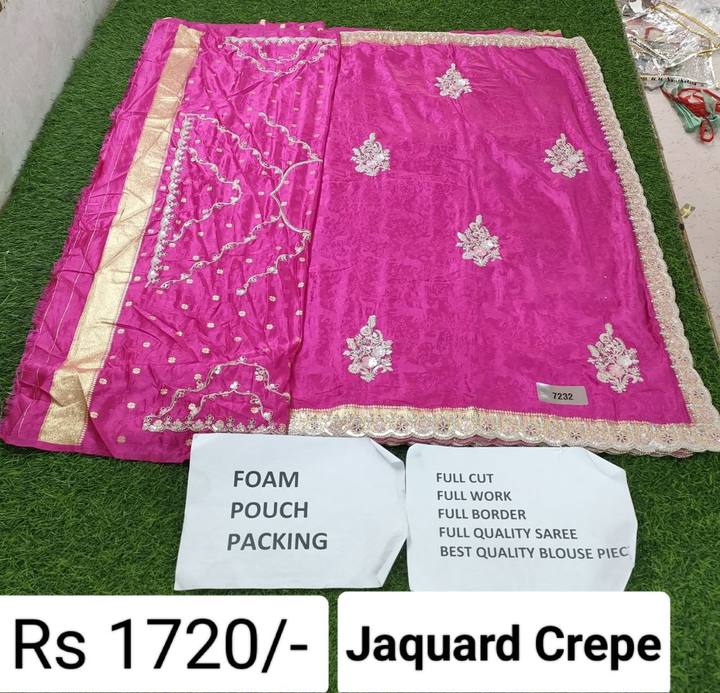 7232
FOAM
POUCH
PACKING
FULL CUT
FULL WORK
FULL BORDER
FULL QUALITY SAREE
BEST QUALITY BLOUSE PIEC
Rs 1720/-
Jaquard Crepe